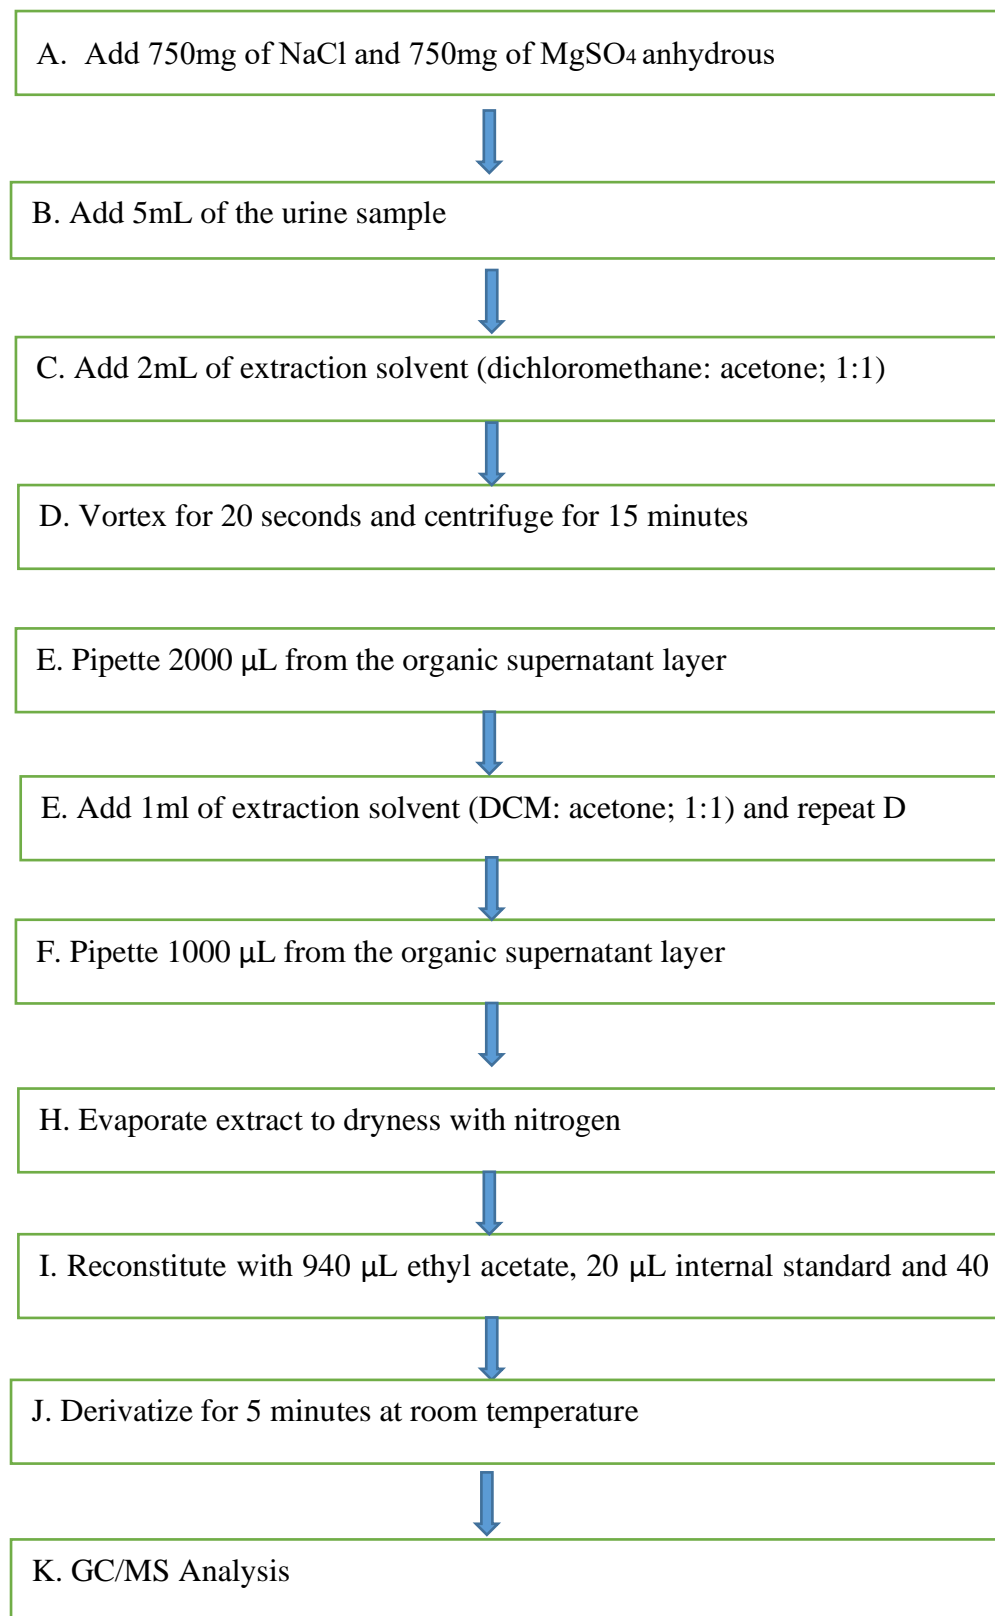 A. Add 750mg of NaCl and 750mg of MgSO4 anhydrous
B. Add 5mL of the urine sample
C. Add 2mL of extraction solvent (dichloromethane: acetone; 1:1)
D. Vortex for 20 seconds and centrifuge for 15 minutes
E. Pipette 2000 µL from the organic supernatant layer
E. Add 1ml of extraction solvent (DCM: acetone; 1:1) and repeat D
F. Pipette 1000 µL from the organic supernatant layer
H. Evaporate extract to dryness with nitrogen
I. Reconstitute with 940 µL ethyl acetate, 20 µL internal standard and 40
J. Derivatize for 5 minutes at room temperature
K. GC/MS Analysis